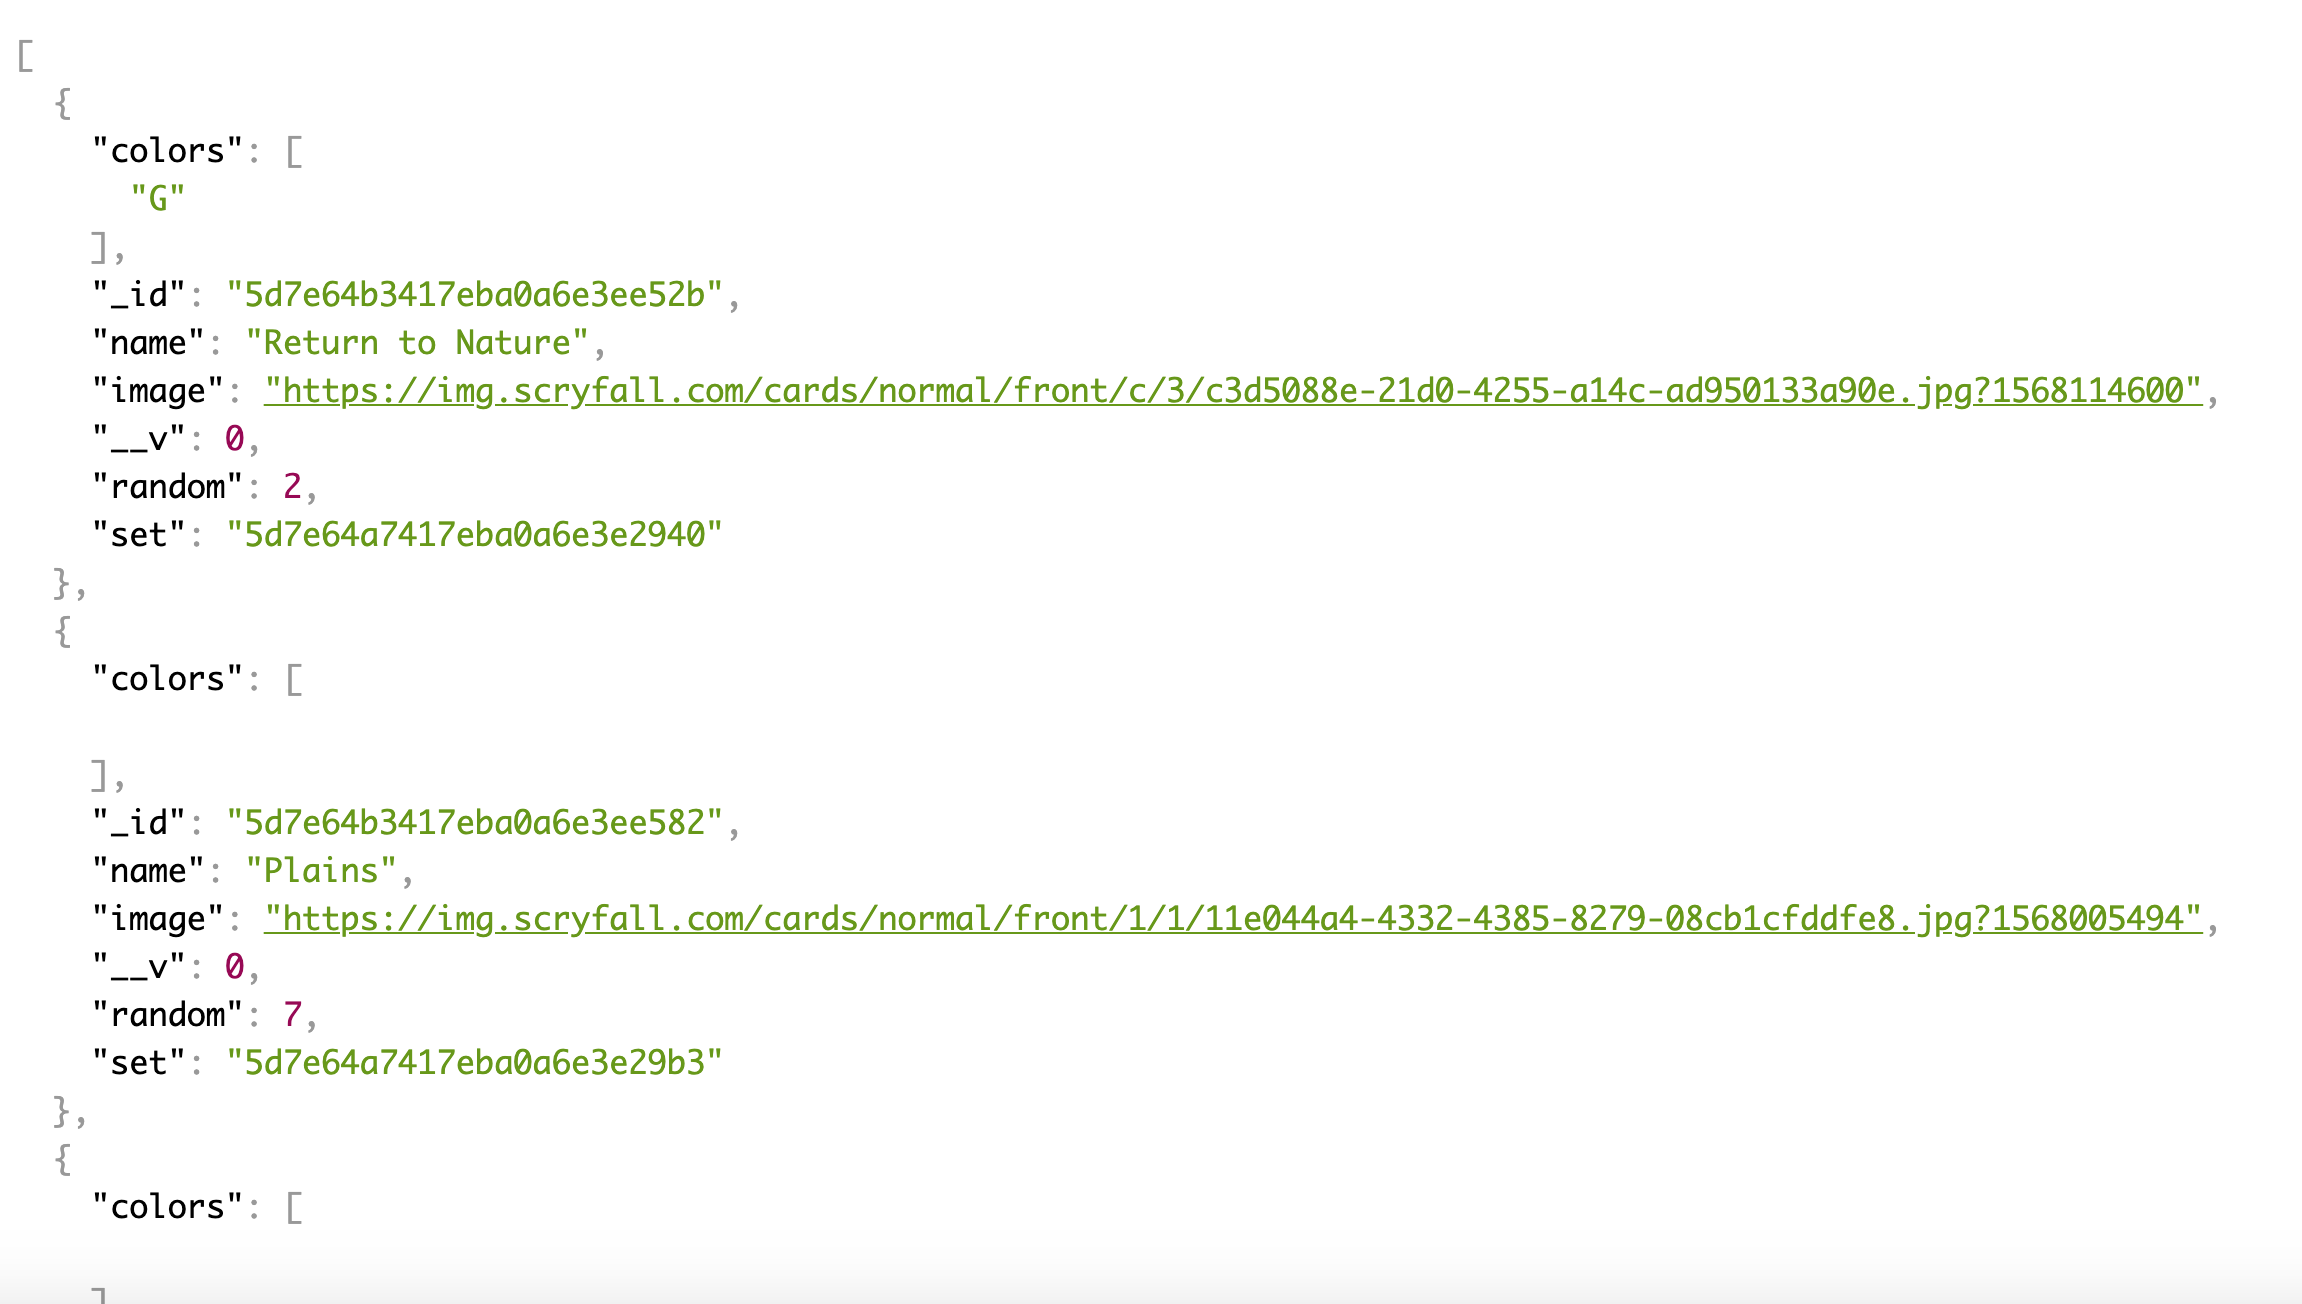 [
  {
    "colors": [
      "G"
    ],
    "_id": "5d7e64b3417eba0a6e3ee52b",
    "name": "Return to Nature",
    "image": "https://img.scryfall.com/cards/normal/front/c/3/c3d5088e-21d0-4255-a14c-ad950133a90e.jpg?1568114600",
    "__v": 0,
    "random": 2,
    "set": "5d7e64a7417eba0a6e3e2940"
  },
  {
    "colors": [

    ],
    "_id": "5d7e64b3417eba0a6e3ee582",
    "name": "Plains",
    "image": "https://img.scryfall.com/cards/normal/front/1/1/11e044a4-4332-4385-8279-08cb1cfddfe8.jpg?1568005494",
    "__v": 0,
    "random": 7,
    "set": "5d7e64a7417eba0a6e3e29b3"
  },
  {
    "colors": [

    ]